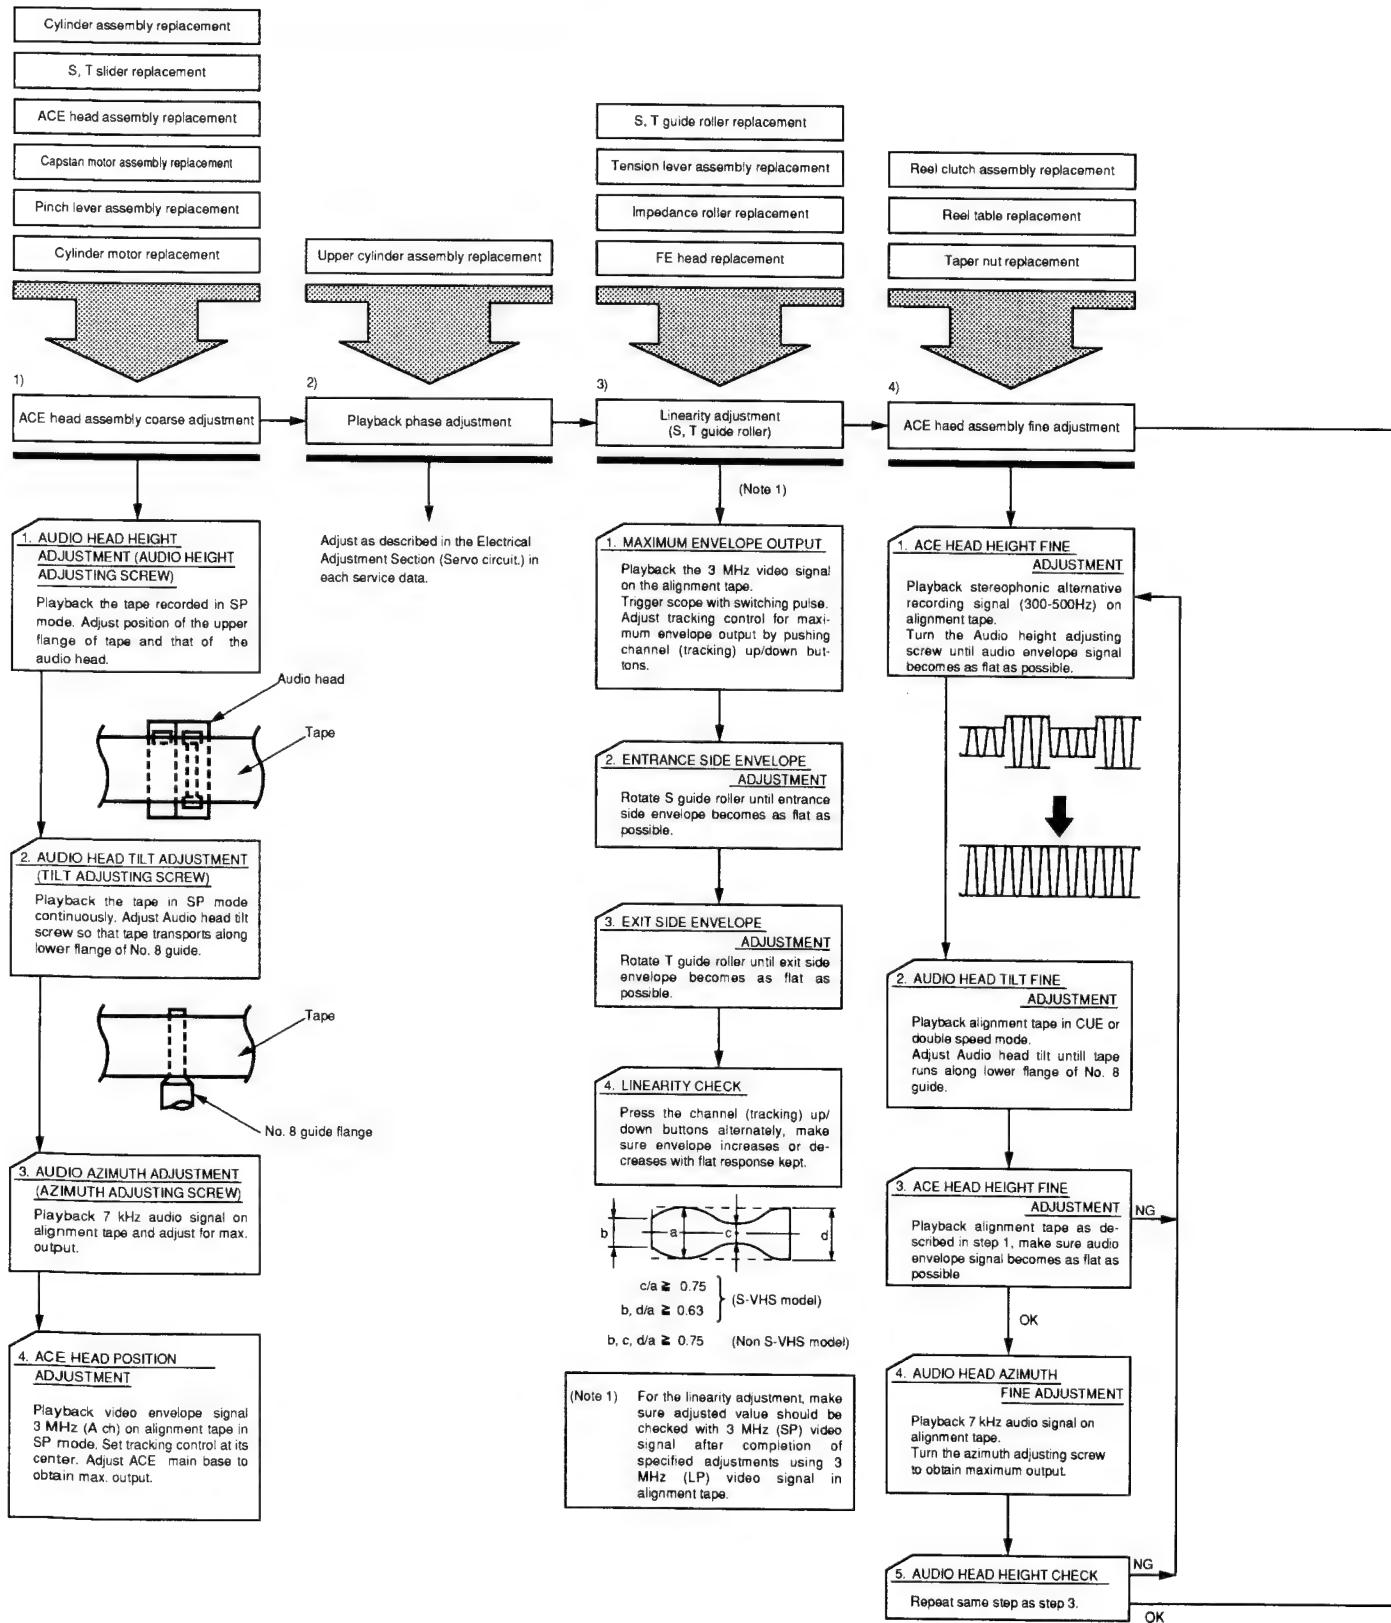 Cylinder assembly replacement
S, T slider replacement
ACE head assembly replacement
Capstan motor assembly replacement
Pinch lever assembly replacement
Cylinder motor replacement
1)
ACE head assembly coarse adjustment
1. AUDIO HEAD HEIGHT
ADJUSTMENT (AUDIO HEIGHT
ADJUSTING SCREW)
Playback the tape recorded in SP
mode. Adjust position of the upper
flange of tape and that of the
audio head.
Audio head
Tape
2. AUDIO HEAD TILT ADJUSTMENT
(TILT ADJUSTING SCREW)
Playback the tape in SP mode
continuously. Adjust Audio head tilt
screw so that tape transports along
lower flange of No. 8 guide.
Tape
No. 8 guide flange
3. AUDIO AZIMUTH ADJUSTMENT
(AZIMUTH ADJUSTING SCREW)
Playback 7 kHz audio signal on
alignment tape and adjust for max.
output.
4. ACE HEAD POSITION
ADJUSTMENT
Playback video envelope signal
3 MHz (A ch) on alignment tape in
SP mode. Set tracking control at its
center. Adjust ACE main base to
obtain max. output.
Upper cylinder assembly replacement
2)
Playback phase adjustment
Adjust as described in the Electrical
Adjustment Section (Servo circuit.) in
each service data.
S, T guide roller replacement
Tension lever assembly replacement
Impedance roller replacement
FE head replacement
3)
Linearity adjustment
(S, T guide roller)
(Note 1)
1. MAXIMUM ENVELOPE OUTPUT
Playback the 3 MHz video signal
on the alignment tape.
Trigger scope with switching pulse.
Adjust tracking control for maxi-
mum envelope output by pushing
channel (tracking) up/down but-
tons.
2. ENTRANCE SIDE ENVELOPE
ADJUSTMENT
Rotate S guide roller until entrance
side envelope becomes as flat as
possible.
3. EXIT SIDE ENVELOPE
ADJUSTMENT
Rotate T guide roller until exit side
envelope becomes as flat as
possible.
4. LINEARITY CHECK
Press the channel (tracking) up/
down buttons alternately, make
sure envelope increases or de-
creases with flat response kept.
b a c d
c/a ≧ 0.75
b, d/a ≧ 0.63
(S-VHS model)
b, c, d/a ≧ 0.75 (Non S-VHS model)
(Note 1) For the linearity adjustment, make
sure adjusted value should be
checked with 3 MHz (SP) video
signal after completion of
specified adjustments using 3
MHz (LP) video signal in
alignment tape.
Reel clutch assembly replacement
Reel table replacement
Taper nut replacement
4)
ACE haed assembly fine adjustment
1. ACE HEAD HEIGHT FINE
ADJUSTMENT
Playback stereophonic alternative
recording signal (300-500Hz) on
alignment tape.
Turn the Audio height adjusting
screw until audio envelope signal
becomes as flat as possible.
2. AUDIO HEAD TILT FINE
ADJUSTMENT
Playback alignment tape in CUE or
double speed mode.
Adjust Audio head tilt untill tape
runs along lower flange of No. 8
guide.
3. ACE HEAD HEIGHT FINE
ADJUSTMENT
Playback alignment tape as de-
scribed in step 1, make sure audio
envelope signal becomes as flat as
possible
NG
OK
4. AUDIO HEAD AZIMUTH
FINE ADJUSTMENT
Playback 7 kHz audio signal on
alignment tape.
Turn the azimuth adjusting screw
to obtain maximum output.
5. AUDIO HEAD HEIGHT CHECK
Repeat same step as step 3.
NG
OK